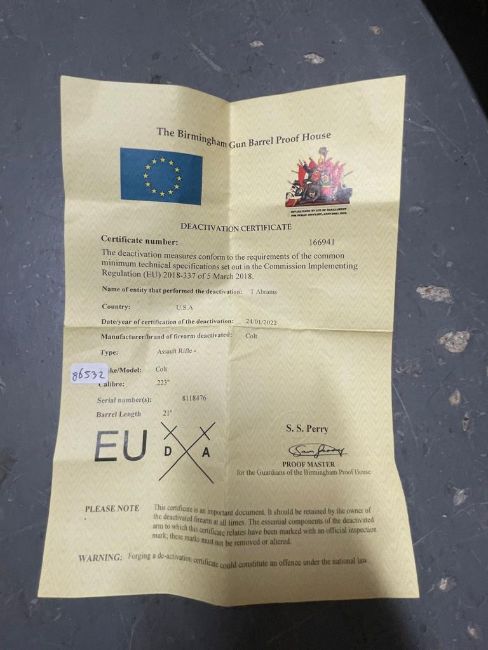 The Birmingham Gun Barrel Proof House
DEACTIVATION CERTIFICATE
Certificate number: 166941
The deactivation measures conform to the requirements of the common
minimum technical specifications set out in the Commission Implementing
Regulation (EU) 2018-337 of 5 March 2018.
Name of entity that performed the deactivation: T Abrams
Country: U.S.A
Date/year of certification of the deactivation: 24/01/2022
Manufacturer/brand of firearm deactivated: Colt
Type: Assault Rifle -
86532 ke/Model: Colt
Calibre: .223"
Serial number(s): 8118476
Barrel Length 21"
EU D A
S. S. Perry
PROOF MASTER
for the Guardians of the Birmingham Proof House
PLEASE NOTE This certificate is an important document. It should be retained by the owner of
the deactivated firearm at all times. The essential components of the deactivated
arm to which this certificate relates have been marked with an official inspection
mark; these marks must not be removed or altered.
WARNING: Forging a de-activation certificate could constitute an offence under the national law